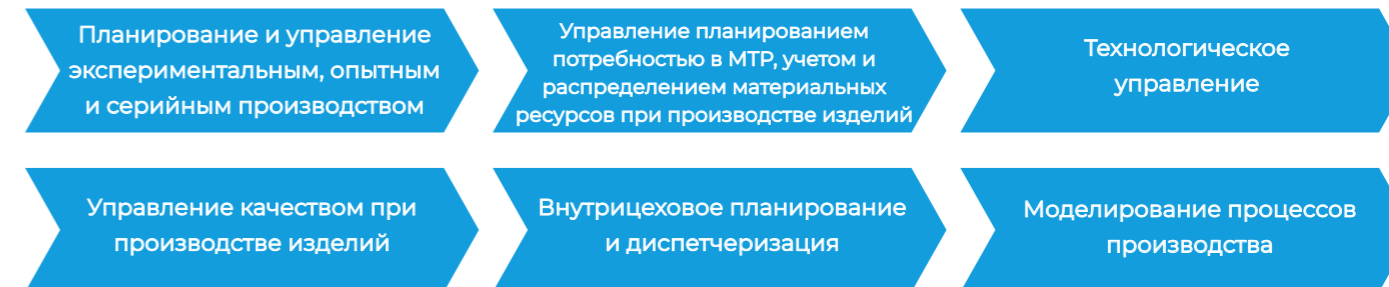 Планирование и управление
экспериментальным, опытным
и серийным производством
Управление планированием
потребностью в МТР, учетом и
распределением материальных
ресурсов при производстве изделий
Технологическое
управление
Управление качеством при
производстве изделий
Внутрицеховое планирование
и диспетчеризация
Моделирование процессов
производства